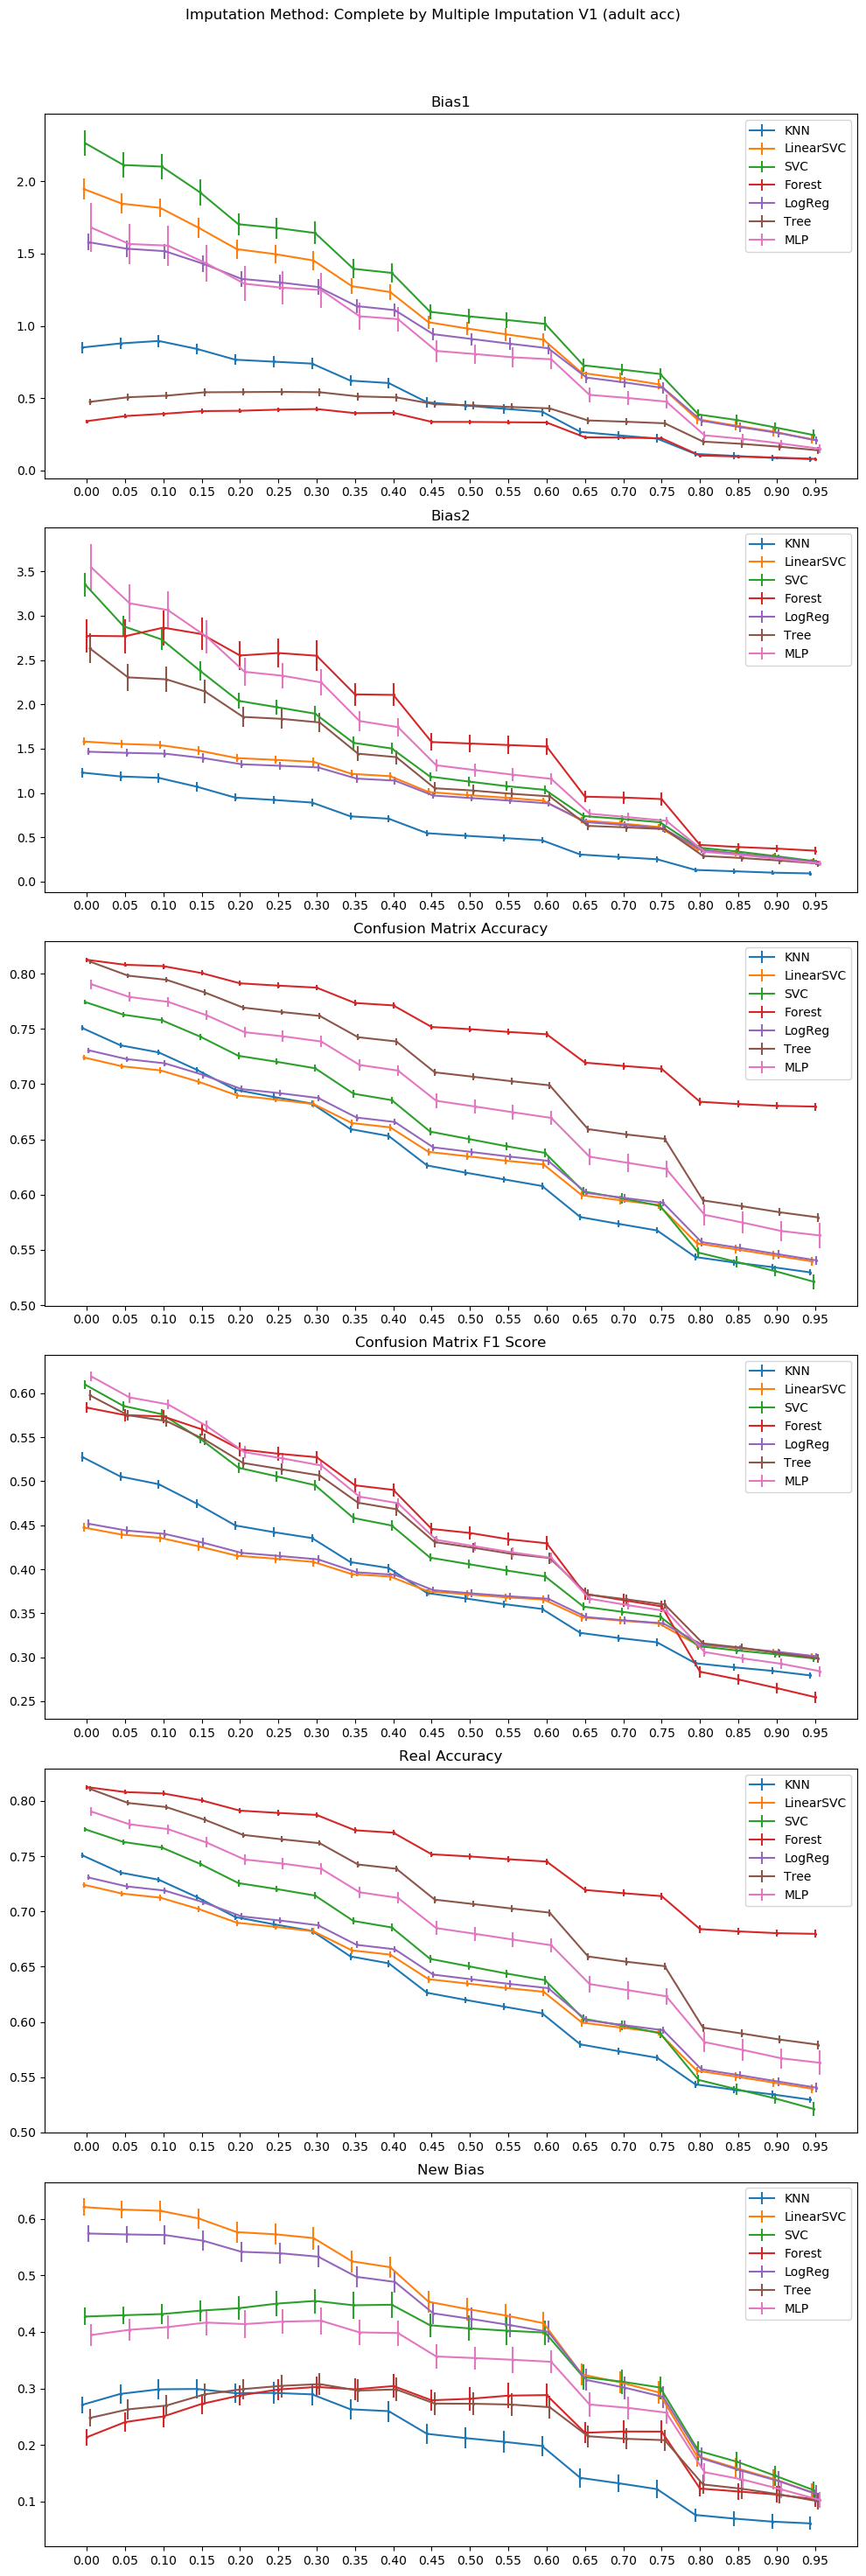 Imputation Method: Complete by Multiple Imputation V1 (adult acc)
Bias1
KNN
LinearSVC
SVC
Forest
LogReg
Tree
MLP
2.0
1.5
1.0
0.5
0.0
0.00 0.05 0.10 0.15 0.20 0.25 0.30 0.35 0.40 0.45 0.50 0.55 0.60 0.65 0.70 0.75 0.80 0.85 0.90 0.95
Bias2
KNN
LinearSVC
SVC
Forest
LogReg
Tree
MLP
3.5
3.0
2.5
2.0
1.5
1.0
0.5
0.0
0.00 0.05 0.10 0.15 0.20 0.25 0.30 0.35 0.40 0.45 0.50 0.55 0.60 0.65 0.70 0.75 0.80 0.85 0.90 0.95
Confusion Matrix Accuracy
KNN
LinearSVC
SVC
Forest
LogReg
Tree
MLP
0.80
0.75
0.70
0.65
0.60
0.55
0.50
0.00 0.05 0.10 0.15 0.20 0.25 0.30 0.35 0.40 0.45 0.50 0.55 0.60 0.65 0.70 0.75 0.80 0.85 0.90 0.95
Confusion Matrix F1 Score
KNN
LinearSVC
SVC
Forest
LogReg
Tree
MLP
0.60
0.55
0.50
0.45
0.40
0.35
0.30
0.25
0.00 0.05 0.10 0.15 0.20 0.25 0.30 0.35 0.40 0.45 0.50 0.55 0.60 0.65 0.70 0.75 0.80 0.85 0.90 0.95
Real Accuracy
KNN
LinearSVC
SVC
Forest
LogReg
Tree
MLP
0.80
0.75
0.70
0.65
0.60
0.55
0.50
0.00 0.05 0.10 0.15 0.20 0.25 0.30 0.35 0.40 0.45 0.50 0.55 0.60 0.65 0.70 0.75 0.80 0.85 0.90 0.95
New Bias
KNN
LinearSVC
SVC
Forest
LogReg
Tree
MLP
0.6
0.5
0.4
0.3
0.2
0.1
0.00 0.05 0.10 0.15 0.20 0.25 0.30 0.35 0.40 0.45 0.50 0.55 0.60 0.65 0.70 0.75 0.80 0.85 0.90 0.95